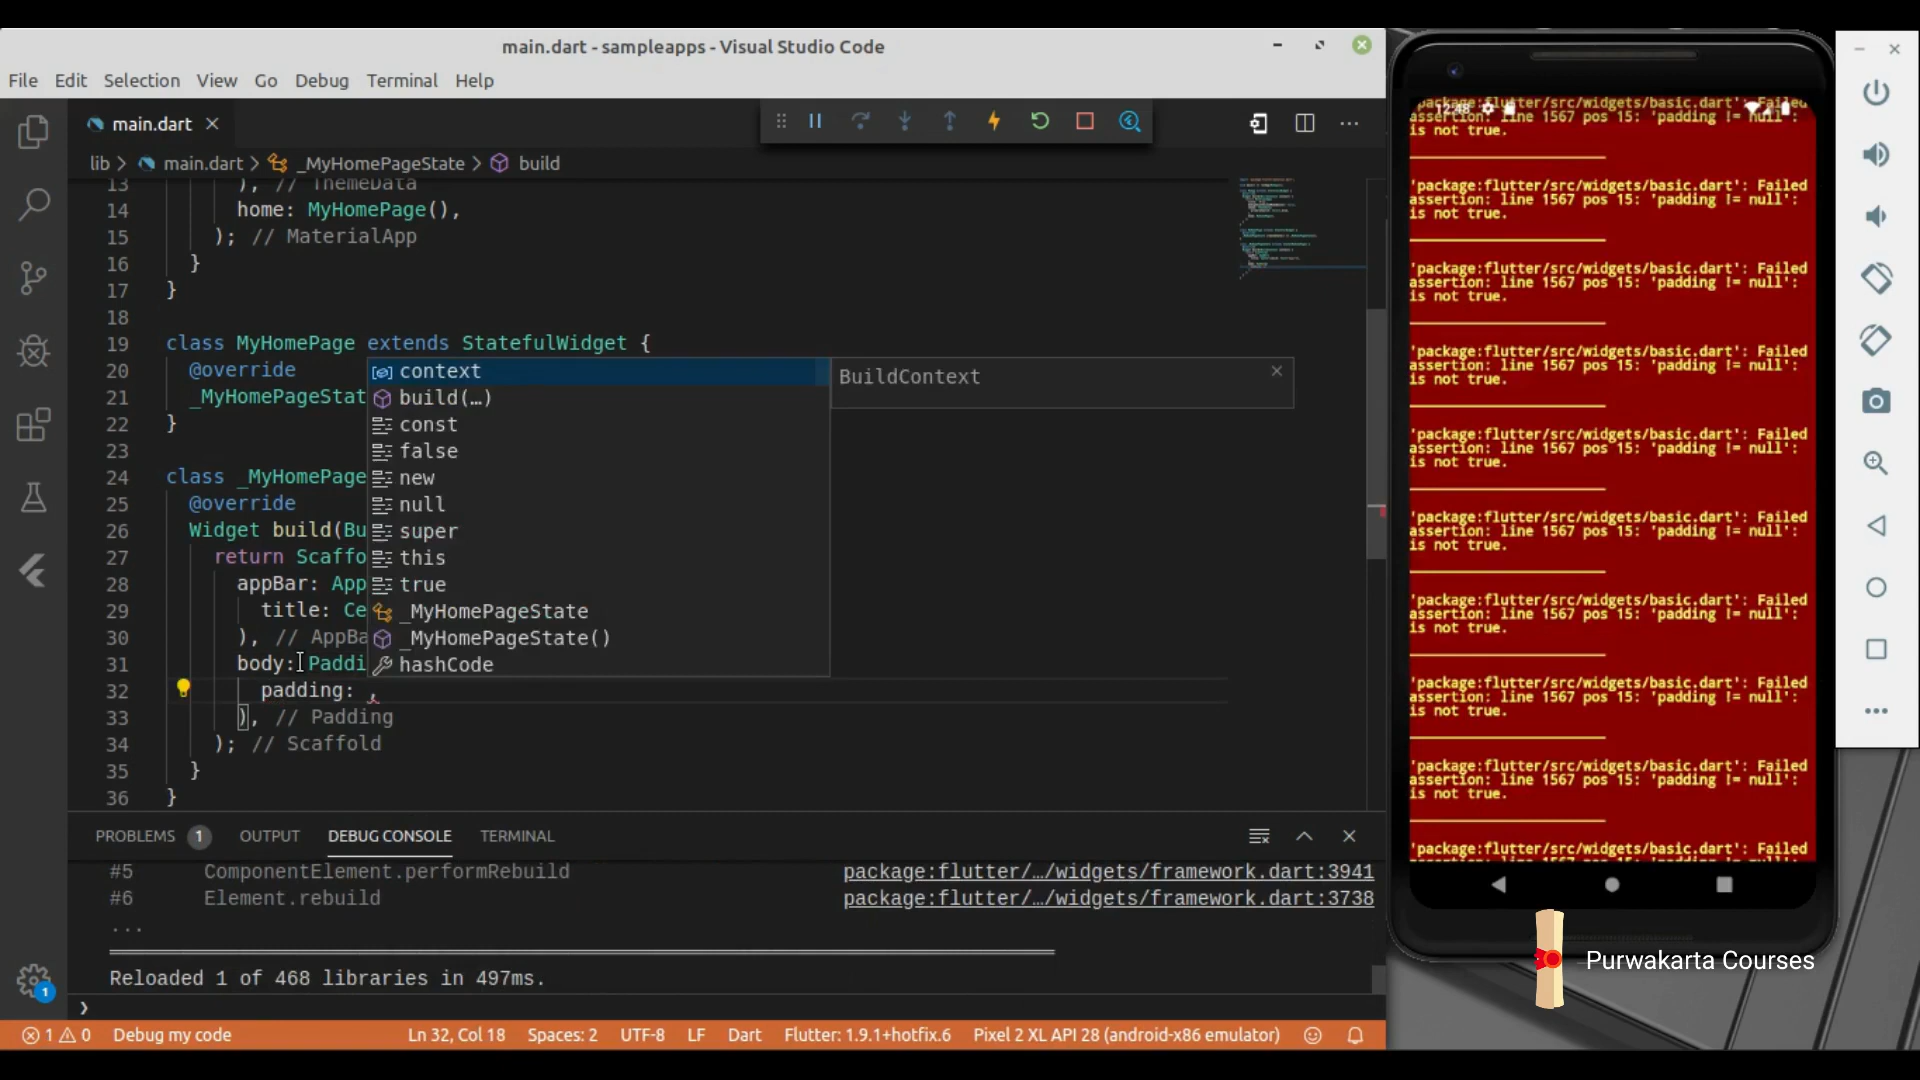 main.dart - sampleapps - Visual Studio Code
File Edit Selection View Go Debug Terminal Help
main.dart
lib > main.dart > _MyHomePageState > build
13 ), // ThemeData
14 home: MyHomePage(),
15 ); // MaterialApp
16 }
17 }
18
19 class MyHomePage extends StatefulWidget {
20 @override
21 _MyHomePageStat
22 }
23
24 class _MyHomePage
25 @override
26 Widget build(Bu
27 return Scaffo
28 appBar: App
29 title: Ce
30 ), // AppBa
31 body: Paddi
32 padding: ,
33 ), // Padding
34 ); // Scaffold
35 }
36 }
context
build(…)
const
false
new
null
super
this
true
_MyHomePageState
_MyHomePageState()
hashCode
BuildContext
PROBLEMS 1 OUTPUT DEBUG CONSOLE TERMINAL
#5 ComponentElement.performRebuild package:flutter/…/widgets/framework.dart:3941
#6 Element.rebuild package:flutter/…/widgets/framework.dart:3738
...
Reloaded 1 of 468 libraries in 497ms.
1
1 0 Debug my code Ln 32, Col 18 Spaces: 2 UTF-8 LF Dart Flutter: 1.9.1+hotfix.6 Pixel 2 XL API 28 (android-x86 emulator)
12:48
'package:flutter/src/widgets/basic.dart': Failed
assertion: line 1567 pos 15: 'padding != null':
is not true.
'package:flutter/src/widgets/basic.dart': Failed
assertion: line 1567 pos 15: 'padding != null':
is not true.
'package:flutter/src/widgets/basic.dart': Failed
assertion: line 1567 pos 15: 'padding != null':
is not true.
'package:flutter/src/widgets/basic.dart': Failed
assertion: line 1567 pos 15: 'padding != null':
is not true.
'package:flutter/src/widgets/basic.dart': Failed
assertion: line 1567 pos 15: 'padding != null':
is not true.
'package:flutter/src/widgets/basic.dart': Failed
assertion: line 1567 pos 15: 'padding != null':
is not true.
'package:flutter/src/widgets/basic.dart': Failed
assertion: line 1567 pos 15: 'padding != null':
is not true.
'package:flutter/src/widgets/basic.dart': Failed
assertion: line 1567 pos 15: 'padding != null':
is not true.
'package:flutter/src/widgets/basic.dart': Failed
assertion: line 1567 pos 15: 'padding != null':
is not true.
'package:flutter/src/widgets/basic.dart': Failed
Purwakarta Courses